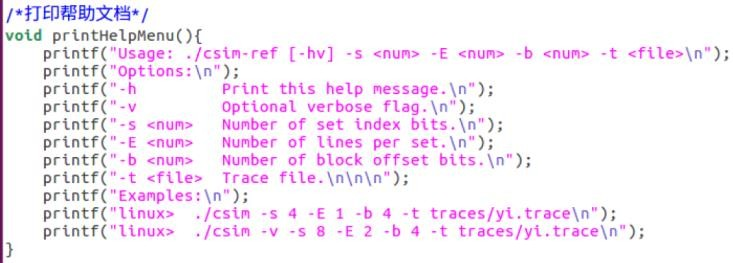 /*打印帮助文档*/
void printHelpMenu(){
    printf("Usage: ./csim-ref [-hv] -s <num> -E <num> -b <num> -t <file>\n");
    printf("Options:\n");
    printf("-h         Print this help message.\n");
    printf("-v         Optional verbose flag.\n");
    printf("-s <num>   Number of set index bits.\n");
    printf("-E <num>   Number of lines per set.\n");
    printf("-b <num>   Number of block offset bits.\n");
    printf("-t <file>  Trace file.\n\n\n");
    printf("Examples:\n");
    printf("linux>  ./csim -s 4 -E 1 -b 4 -t traces/yi.trace\n");
    printf("linux>  ./csim -v -s 8 -E 2 -b 4 -t traces/yi.trace\n");
}